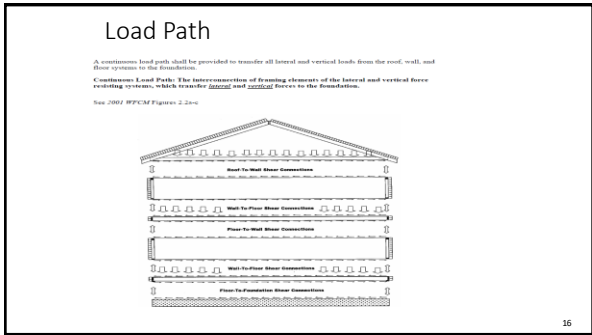 Load Path
A continuous load path shall be provided to transfer all lateral and vertical loads from the roof, wall, and
floor systems to the foundation.
Continuous Load Path: The interconnection of framing elements of the lateral and vertical force
resisting systems, which transfer lateral and vertical forces to the foundation.
See 2001 WFCM Figures 2.2a-c
Roof-To-Wall Shear Connections
Wall-To-Floor Shear Connections
Floor-To-Wall Shear Connections
Wall-To-Floor Shear Connections
Floor-To-Foundation Shear Connections
16